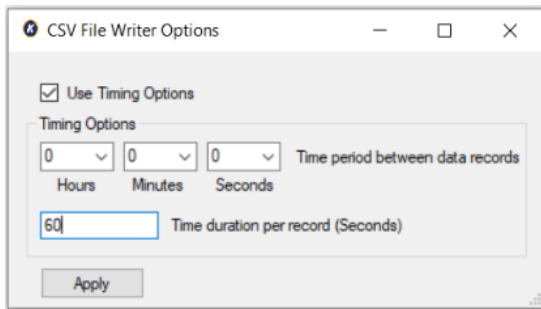 CSV File Writer Options
Use Timing Options
Timing Options
0 0 0 Time period between data records
Hours Minutes Seconds
60 Time duration per record (Seconds)
Apply